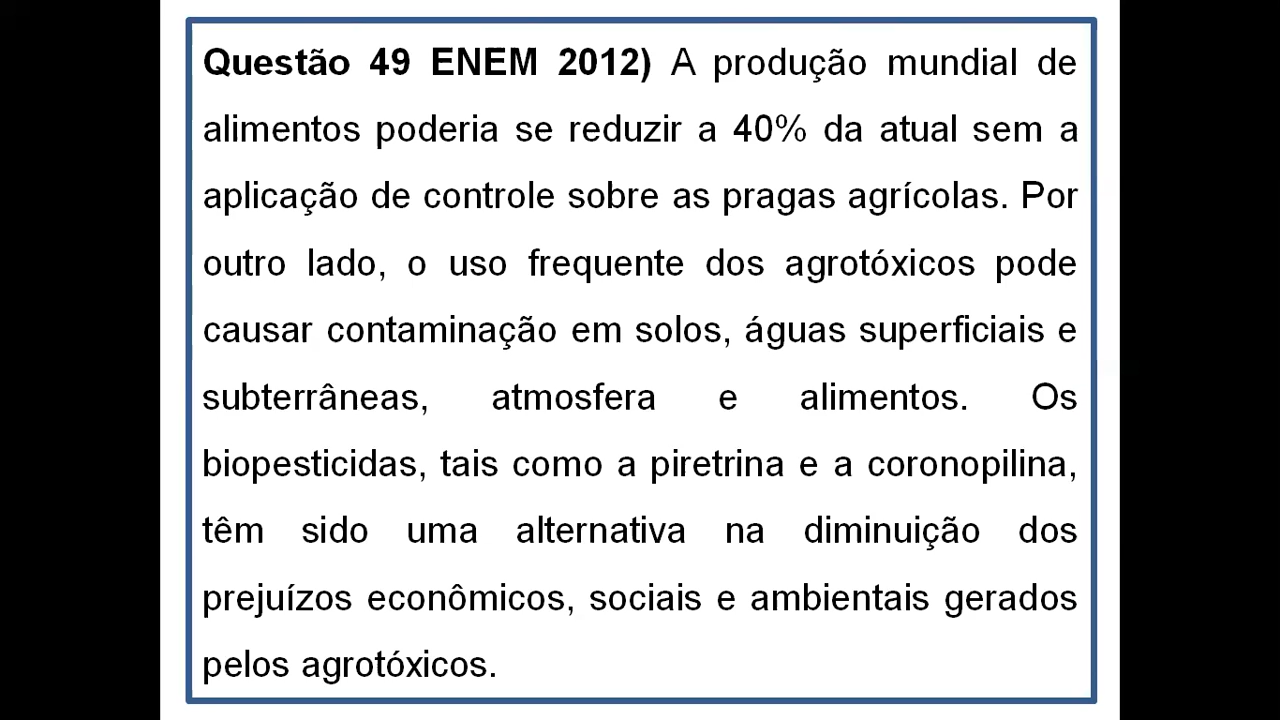 Questão 49 ENEM 2012) A produção mundial de
alimentos poderia se reduzir a 40% da atual sem a
aplicação de controle sobre as pragas agrícolas. Por
outro lado, o uso frequente dos agrotóxicos pode
causar contaminação em solos, águas superficiais e
subterrâneas, atmosfera e alimentos. Os
biopesticidas, tais como a piretrina e a coronopilina,
têm sido uma alternativa na diminuição dos
prejuízos econômicos, sociais e ambientais gerados
pelos agrotóxicos.